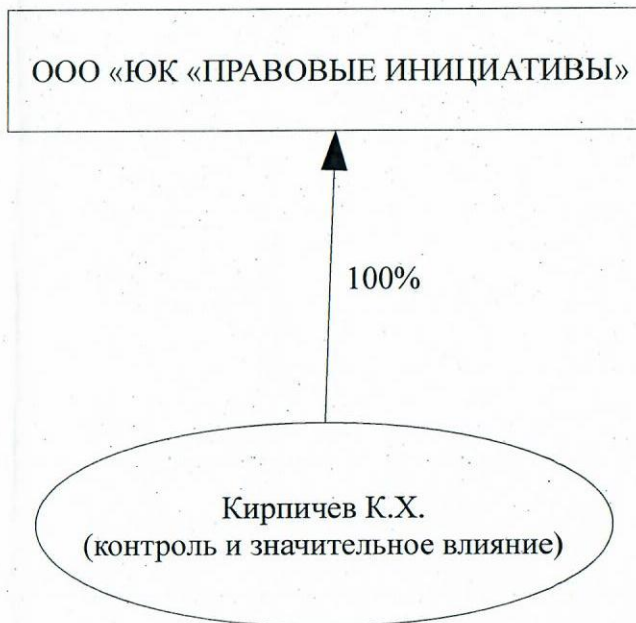 ООО «ЮК «ПРАВОВЫЕ ИНИЦИАТИВЫ»
100%
Кирпичев К.Х.
(контроль и значительное влияние)